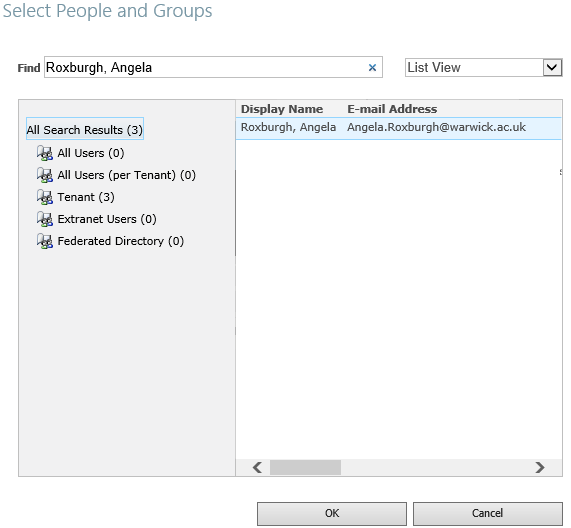 Select People and Groups
Find Roxburgh, Angela × List View
Display Name E-mail Address
All Search Results (3) Roxburgh, Angela Angela.Roxburgh@warwick.ac.uk
All Users (0)
All Users (per Tenant) (0)
Tenant (3)
Extranet Users (0)
Federated Directory (0)
OK Cancel